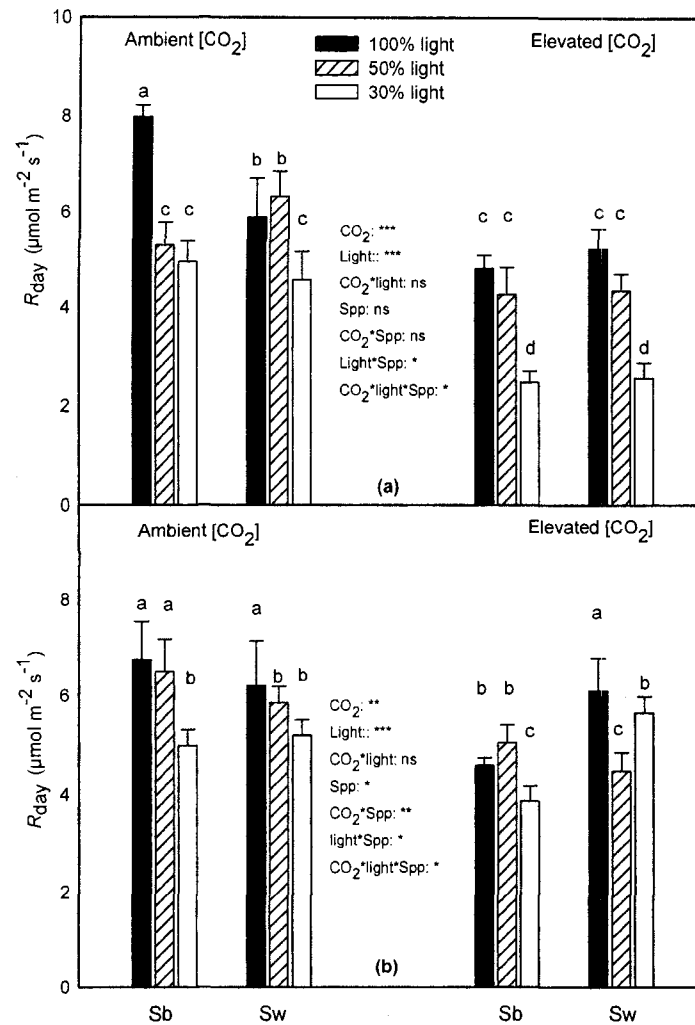 10
Ambient [CO2]
100% light
50% light
30% light
Elevated [CO2]
8
6
4
2
0
Rday (µmol m−2 s−1)
a
c c
b b
c
c c
d
c c
d
CO2: ***
Light:: ***
CO2*light: ns
Spp: ns
CO2*Spp: ns
Light*Spp: *
CO2*light*Spp: *
(a)
Ambient [CO2]
Elevated [CO2]
8
6
4
2
0
Rday (µmol m−2 s−1)
a a
b
a
b b
b b
c
a
b
CO2: **
Light:: ***
CO2*light: ns
Spp: *
CO2*Spp: **
light*Spp: *
CO2*light*Spp: *
(b)
Sb Sw Sb Sw